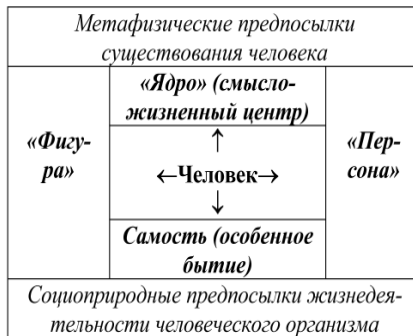 Метафизические предпосылки
существования человека
«Ядро» (смысло-
жизненный центр)
«Фигу-
ра»
↑
←Человек→
↓
«Пер-
сона»
Самость (особенное
бытие)
Социоприродные предпосылки жизнедея-
тельности человеческого организма